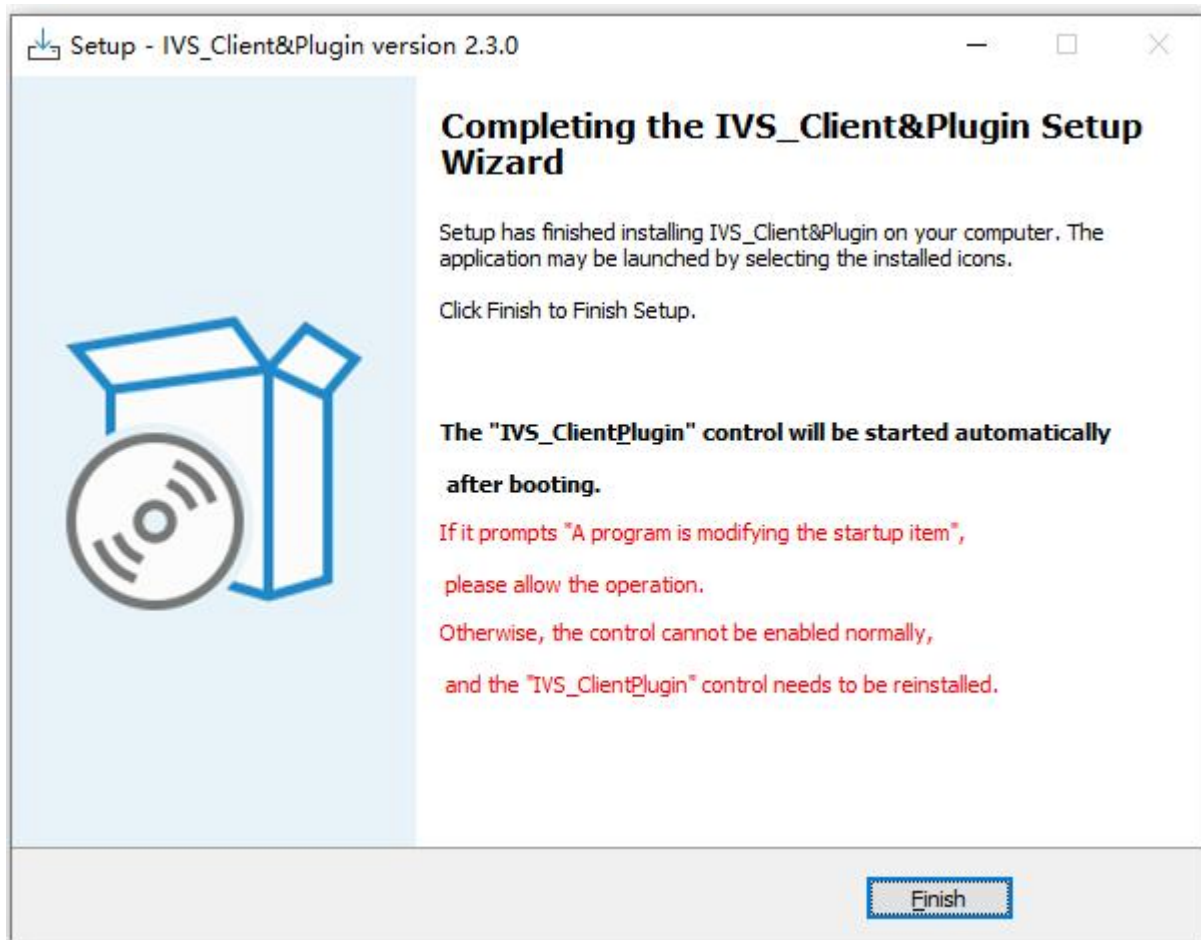 Setup - IVS_Client&Plugin version 2.3.0
Completing the IVS_Client&Plugin Setup
Wizard
Setup has finished installing IVS_Client&Plugin on your computer. The
application may be launched by selecting the installed icons.
Click Finish to Finish Setup.
The "IVS_ClientPlugin" control will be started automatically
after booting.
If it prompts "A program is modifying the startup item",
please allow the operation.
Otherwise, the control cannot be enabled normally,
and the "IVS_ClientPlugin" control needs to be reinstalled.
Finish